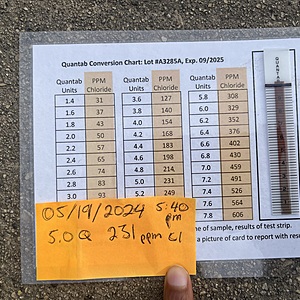 Quantab Conversion Chart: Lot #A3285A, Exp. 09/2025
Quantab Units PPM Chloride Quantab Units PPM Chloride Quantab Units PPM Chloride
1.4 31 3.6 127 5.8 308
1.6 37 3.8 140 6.0 329
1.8 43 4.0 154 6.2 352
2.0 50 4.2 168 6.4 376
2.2 57 4.4 183 6.6 402
2.4 65 4.6 198 6.8 430
2.6 74 4.8 214 7.0 459
2.8 83 5.0 231 7.2 491
3.0 93 5.2 249 7.4 526
7.6 564
7.8 606
QUANTAB
05/19/2024 5:40 pm
5.0 Q 231 ppm Cl
me of sample, results of test strip.
a picture of card to report with resu